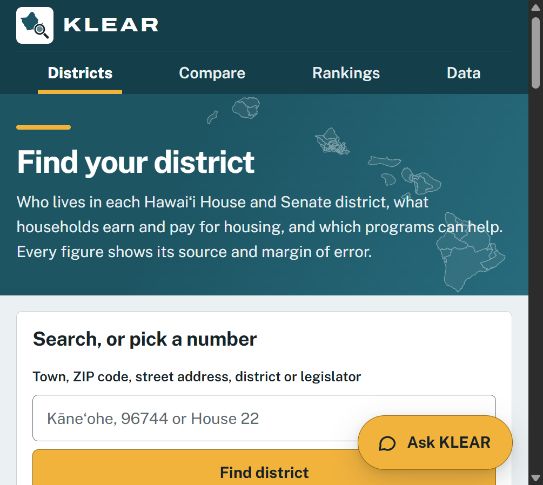 KLEAR
Districts
Compare
Rankings
Data
Find your district
Who lives in each Hawaiʻi House and Senate district, what
households earn and pay for housing, and which programs can help.
Every figure shows its source and margin of error.
Search, or pick a number
Town, ZIP code, street address, district or legislator
Kāneʻohe, 96744 or House 22
Ask KLEAR
Find district